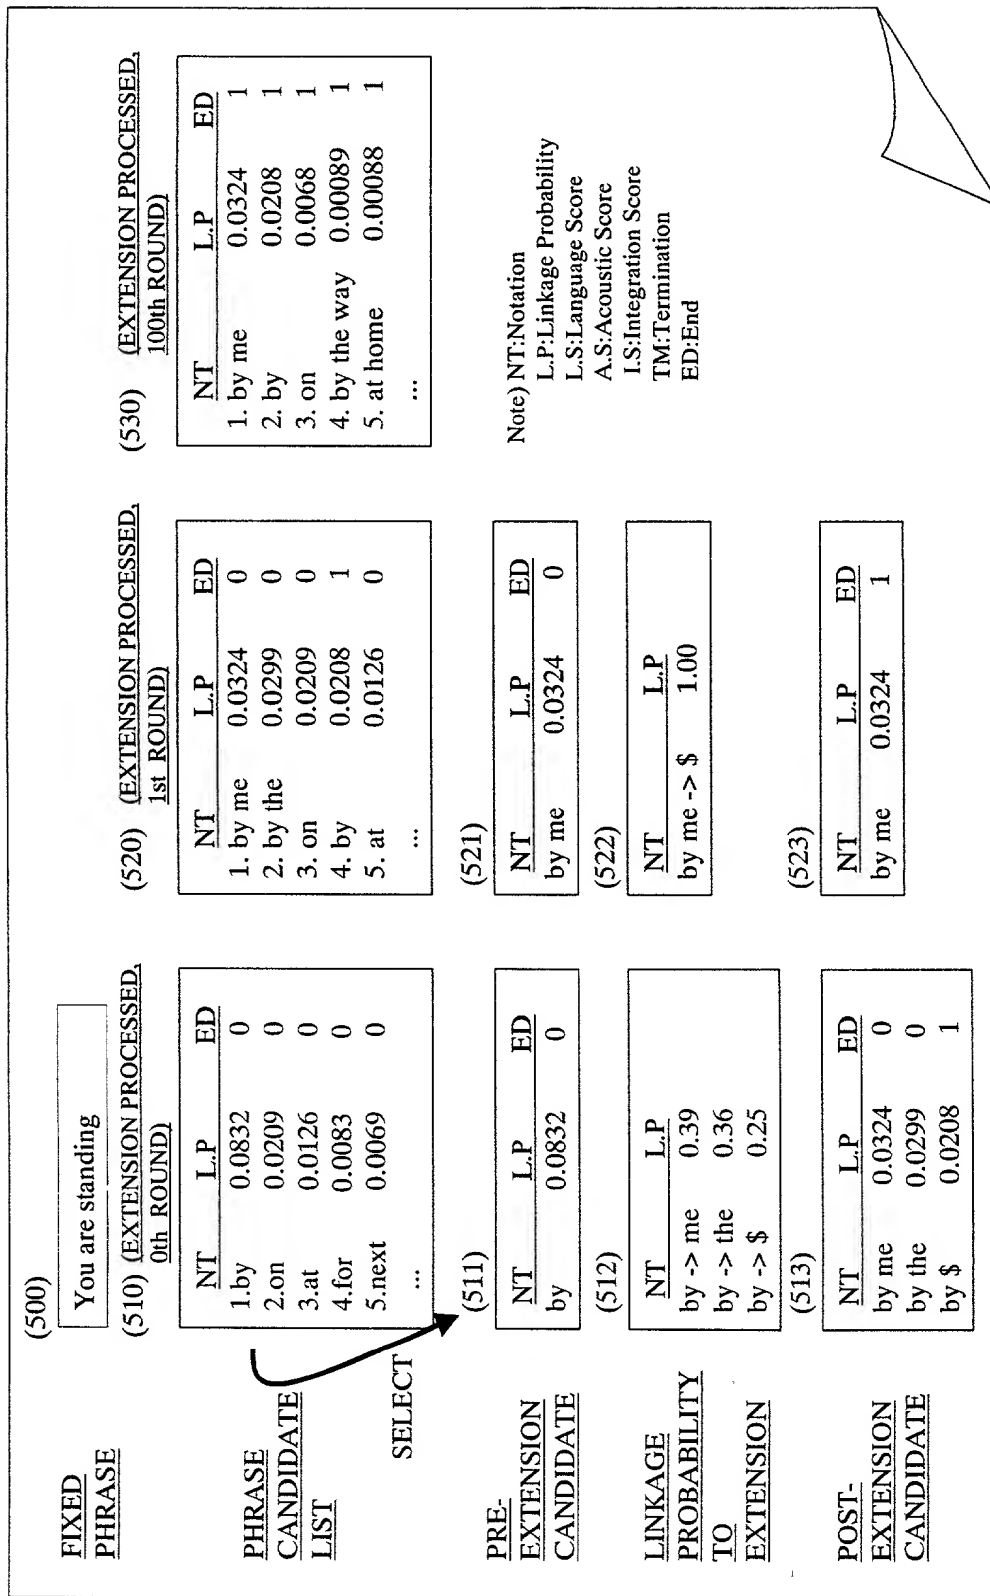 (500)
FIXED
PHRASE
You are standing
(510) (EXTENSION PROCESSED,
0th ROUND)
PHRASE
CANDIDATE
LIST
NT L.P ED
1.by 0.0832 0
2.on 0.0209 0
3.at 0.0126 0
4.for 0.0083 0
5.next 0.0069 0
...
SELECT
(520) (EXTENSION PROCESSED,
1st ROUND)
NT L.P ED
1. by me 0.0324 0
2. by the 0.0299 0
3. on 0.0209 0
4. by 0.0208 1
5. at 0.0126 0
...
(530) (EXTENSION PROCESSED,
100th ROUND)
NT L.P ED
1. by me 0.0324 1
2. by 0.0208 1
3. on 0.0068 1
4. by the way 0.00089 1
5. at home 0.00088 1
...
PRE-
EXTENSION
CANDIDATE
(511)
NT L.P ED
by 0.0832 0
(521)
NT L.P ED
by me 0.0324 0
LINKAGE
PROBABILITY
TO
EXTENSION
(512)
NT L.P
by -> me 0.39
by -> the 0.36
by -> $ 0.25
(522)
NT L.P
by me -> $ 1.00
POST-
EXTENSION
CANDIDATE
(513)
NT L.P ED
by me 0.0324 0
by the 0.0299 0
by $ 0.0208 1
(523)
NT L.P ED
by me 0.0324 1
Note) NT:Notation
L.P:Linkage Probability
L.S:Language Score
A.S:Acoustic Score
I.S:Integration Score
TM:Termination
ED:End